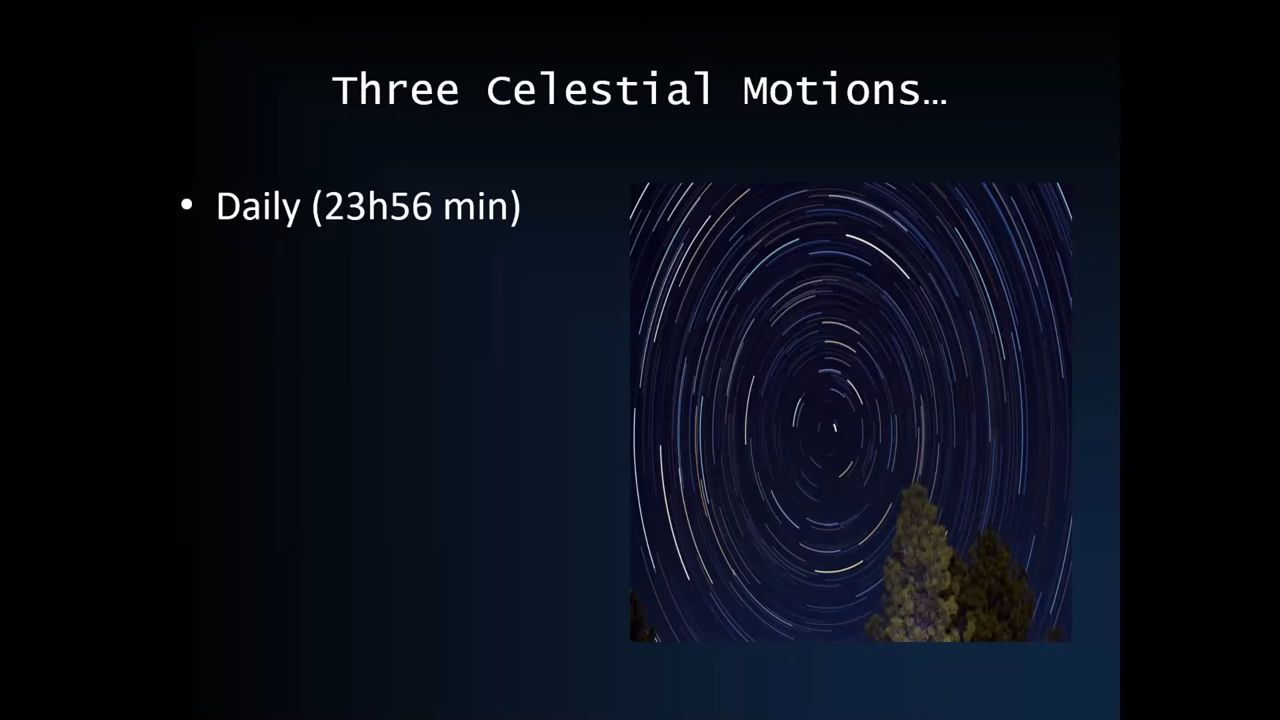 Three Celestial Motions…
• Daily (23h56 min)